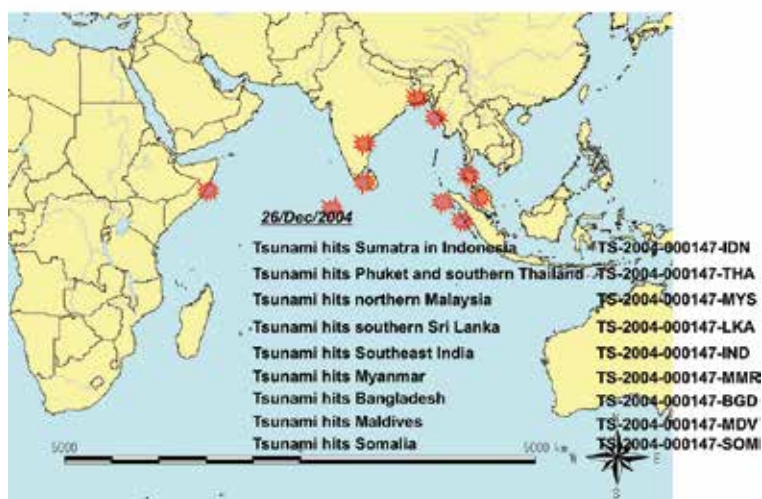 26/Dec/2004
Tsunami hits Sumatra in Indonesia TS-2004-000147-IDN
Tsunami hits Phuket and southern Thailand TS-2004-000147-THA
Tsunami hits northern Malaysia TS-2004-000147-MYS
Tsunami hits southern Sri Lanka TS-2004-000147-LKA
Tsunami hits Southeast India TS-2004-000147-IND
Tsunami hits Myanmar TS-2004-000147-MMR
Tsunami hits Bangladesh TS-2004-000147-BGD
Tsunami hits Maldives TS-2004-000147-MDV
Tsunami hits Somalia TS-2004-000147-SOM
5000 5000 km
W E
S